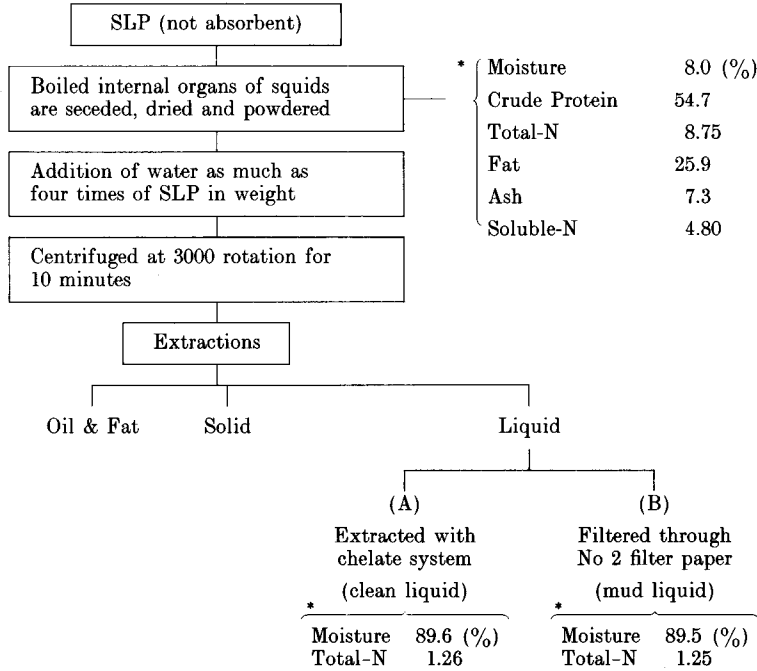 SLP (not absorbent)
Boiled internal organs of squids
are seceded, dried and powdered
* Moisture 8.0 (%)
Crude Protein 54.7
Total-N 8.75
Fat 25.9
Ash 7.3
Soluble-N 4.80
Addition of water as much as
four times of SLP in weight
Centrifuged at 3000 rotation for
10 minutes
Extractions
Oil & Fat Solid Liquid
(A)
Extracted with
chelate system
(clean liquid)
*
Moisture 89.6 (%)
Total-N 1.26
(B)
Filtered through
No 2 filter paper
(mud liquid)
*
Moisture 89.5 (%)
Total-N 1.25